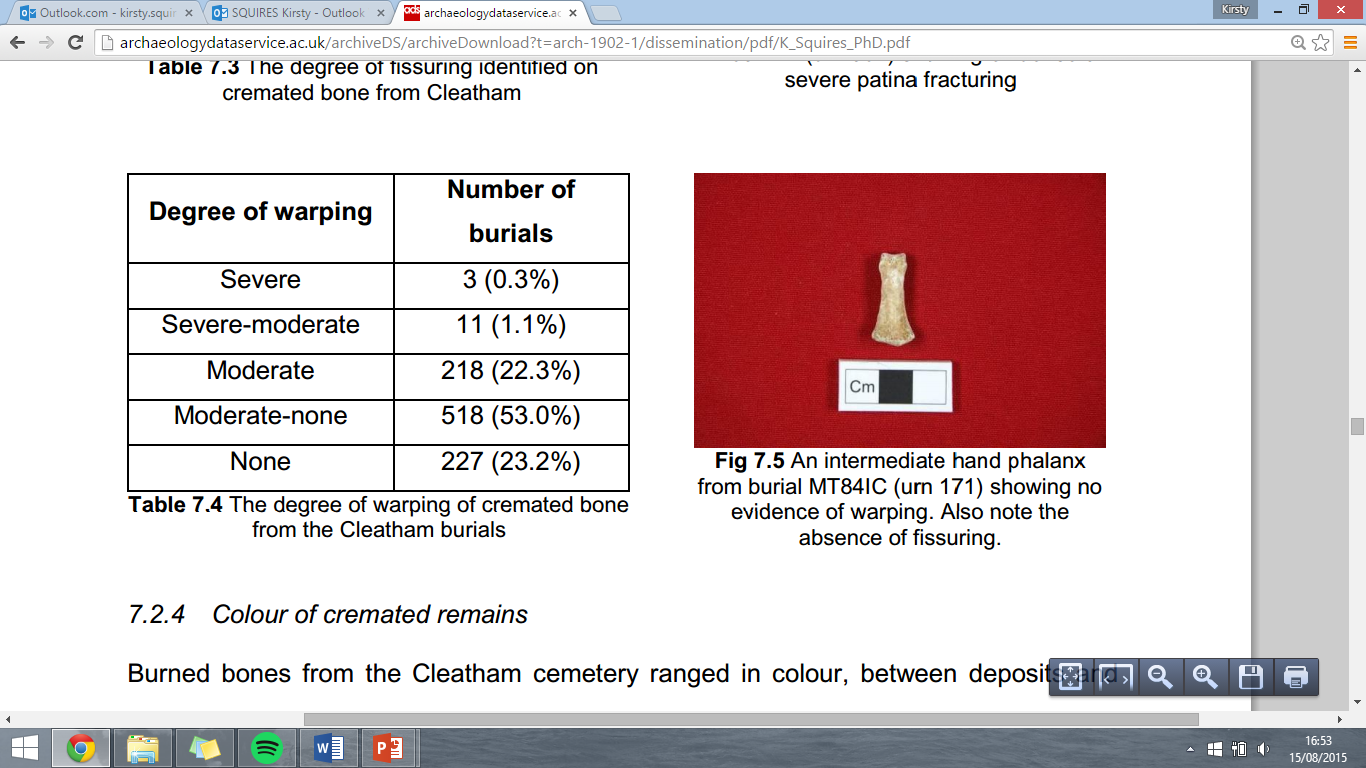 Outlook.com - kirsty.squir
SQUIRES Kirsty - Outlook
archaeologydataservice.ac
Kirsty
archaeologydataservice.ac.uk/archiveDS/archiveDownload?t=arch-1902-1/dissemination/pdf/K_Squires_PhD.pdf
Table 7.3 The degree of fissuring identified on
cremated bone from Cleatham
severe patina fracturing
Degree of warping
Number of
burials
Severe
3 (0.3%)
Severe-moderate
11 (1.1%)
Moderate
218 (22.3%)
Moderate-none
518 (53.0%)
None
227 (23.2%)
Table 7.4 The degree of warping of cremated bone
from the Cleatham burials
Cm
Fig 7.5 An intermediate hand phalanx
from burial MT84IC (urn 171) showing no
evidence of warping. Also note the
absence of fissuring.
7.2.4 Colour of cremated remains
Burned bones from the Cleatham cemetery ranged in colour, between deposits and
16:53
15/08/2015